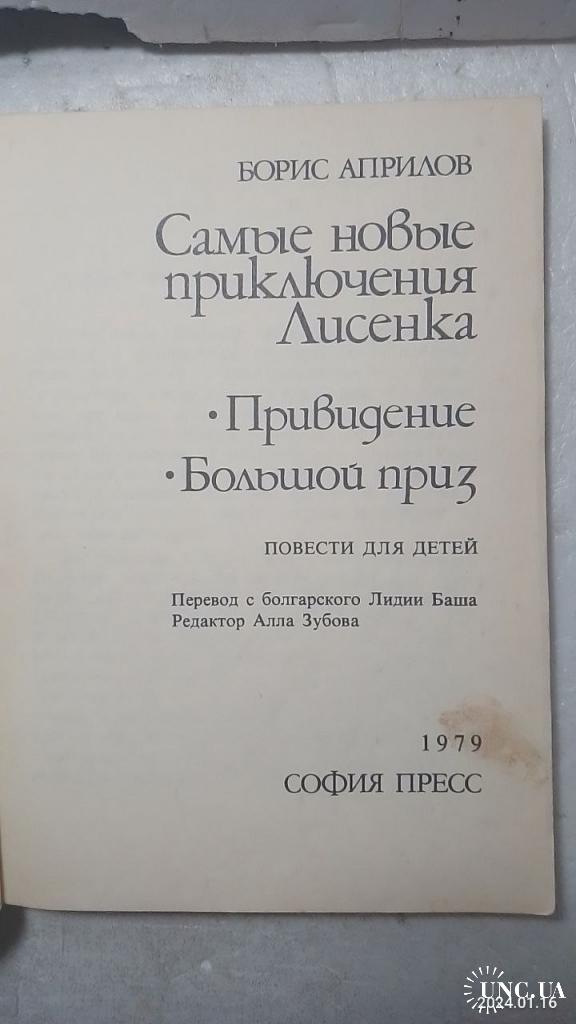 БОРИС АПРИЛОВ
Самые новые
приключения
Лисенка
• Привидение
• Большой приз
ПОВЕСТИ ДЛЯ ДЕТЕЙ
Перевод с болгарского Лидии Баша
Редактор Алла Зубова
1979
СОФИЯ ПРЕСС
UNC.UA
2024.01.16